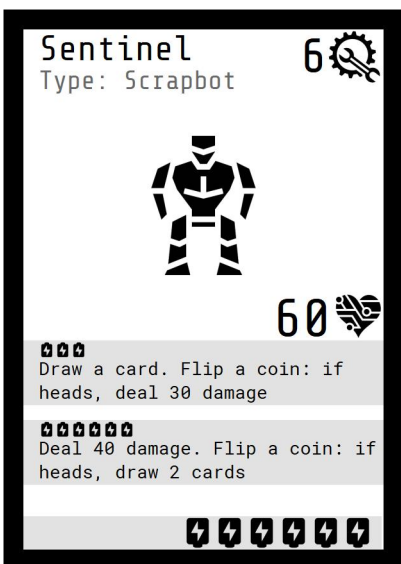 Sentinel
6
Type: Scrapbot
60
Draw a card. Flip a coin: if
heads, deal 30 damage
Deal 40 damage. Flip a coin: if
heads, draw 2 cards